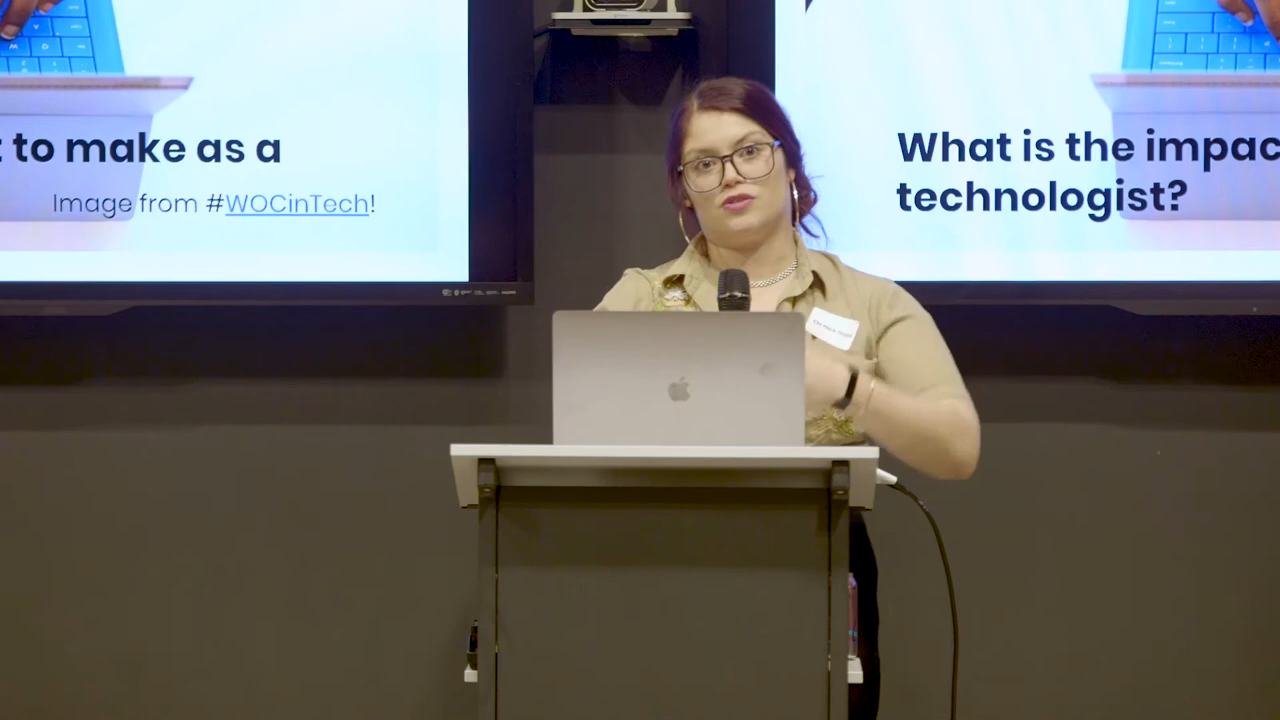 t to make as a
Image from #WOCinTech!
What is the impac
technologist?